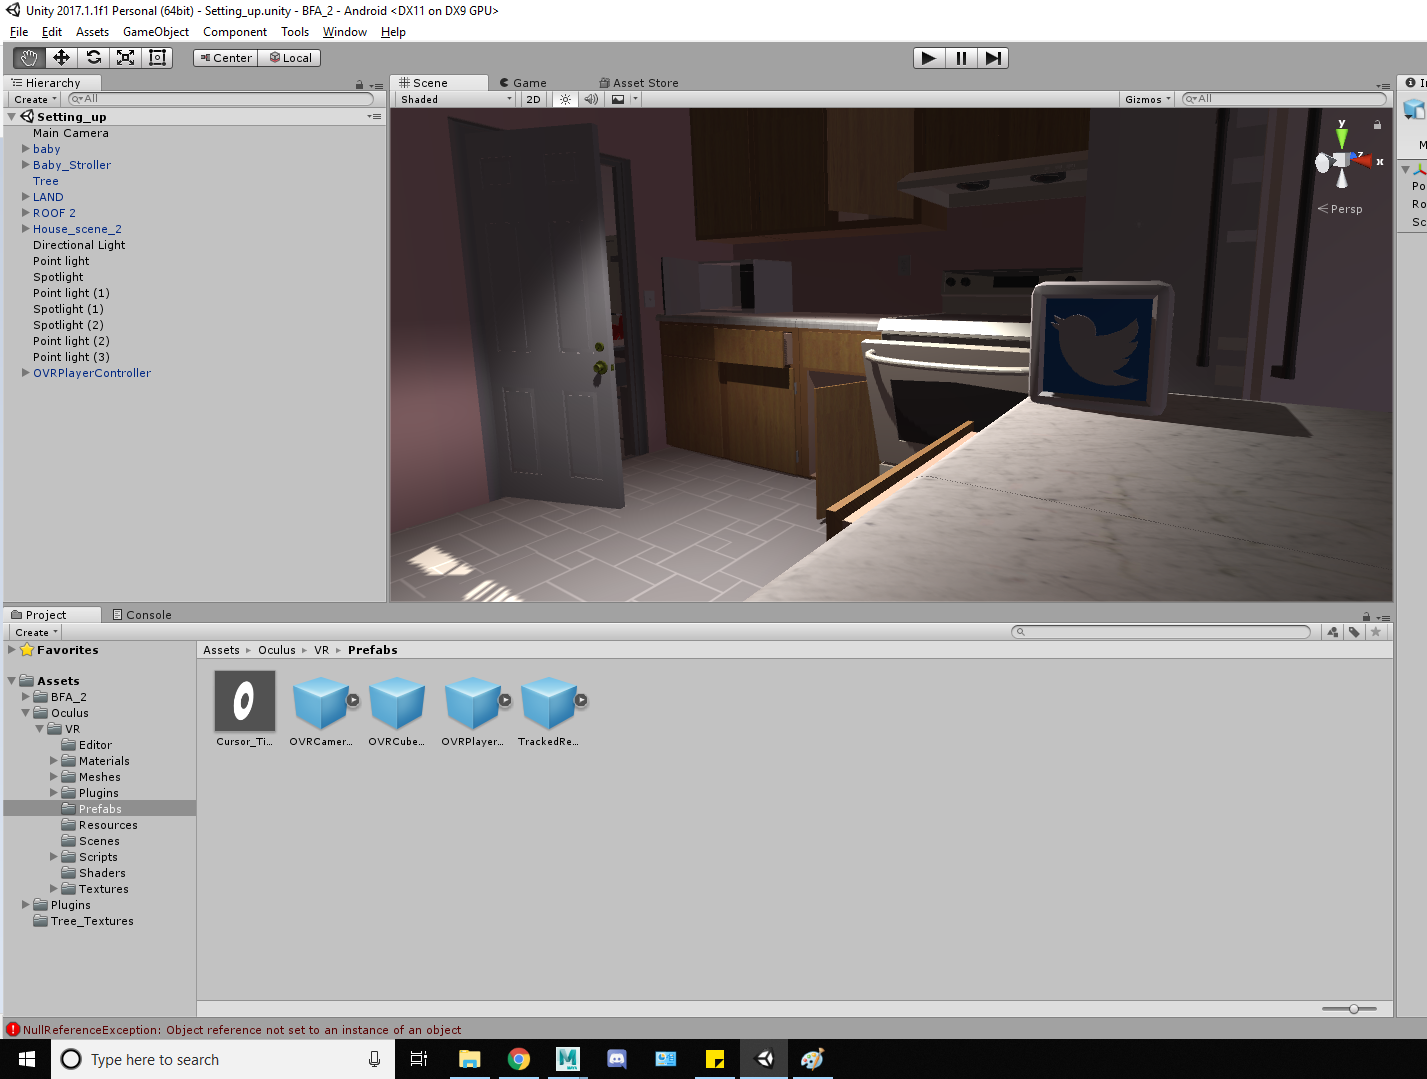 Unity 2017.1.1f1 Personal (64bit) - Setting_up.unity - BFA_2 - Android <DX11 on DX9 GPU>
File Edit Assets GameObject Component Tools Window Help
Center Local
Hierarchy
Create All
Setting_up
Main Camera
baby
Baby_Stroller
Tree
LAND
ROOF 2
House_scene_2
Directional Light
Point light
Spotlight
Point light (1)
Spotlight (1)
Spotlight (2)
Point light (2)
Point light (3)
OVRPlayerController
Scene Game Asset Store
Shaded 2D Gizmos All
y
z
x
Persp
In
M
Po
Ro
Sc
Project Console
Create
Favorites
Assets
BFA_2
Oculus
VR
Editor
Materials
Meshes
Plugins
Prefabs
Resources
Scenes
Scripts
Shaders
Textures
Plugins
Tree_Textures
Assets Oculus VR Prefabs
Cursor_Ti... OVRCamer... OVRCube... OVRPlayer... TrackedRe...
NullReferenceException: Object reference not set to an instance of an object
Type here to search
M